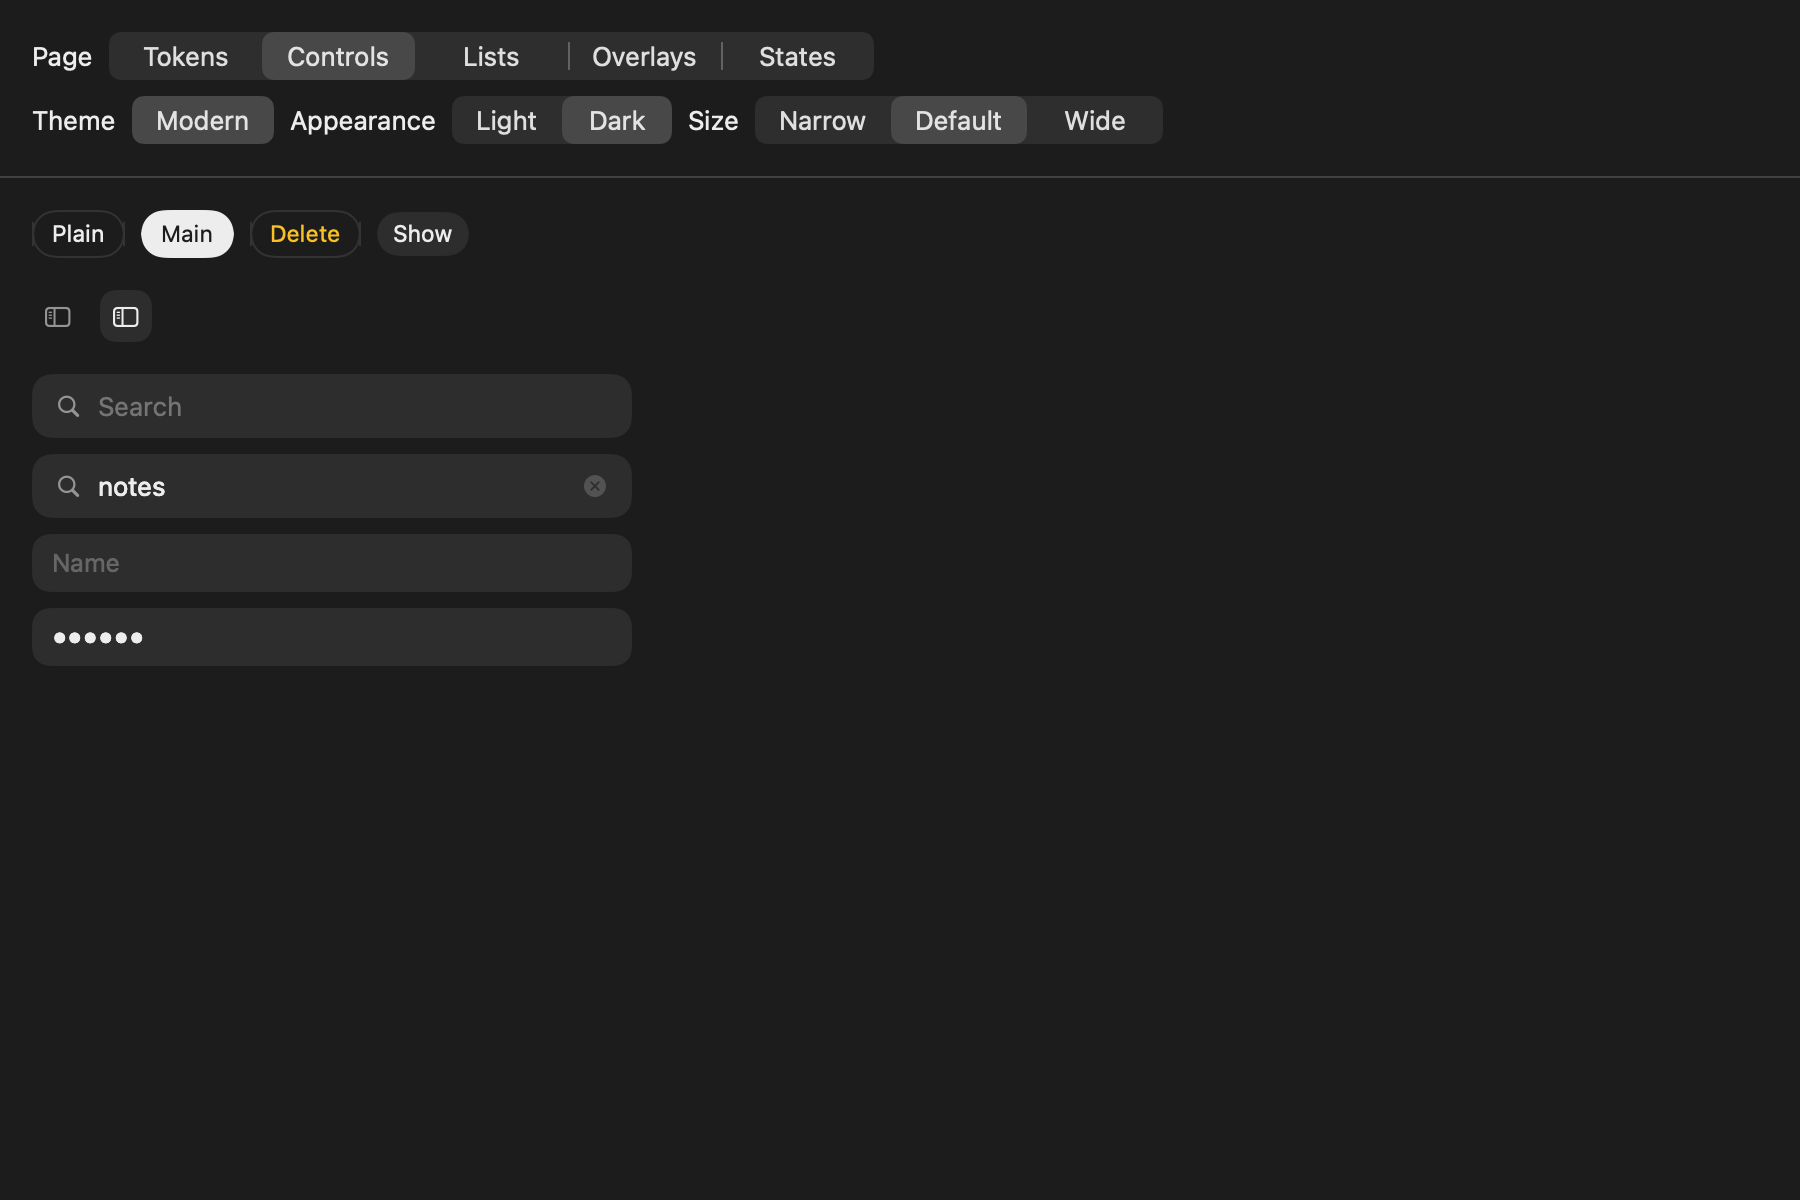 Page Tokens Controls Lists Overlays States
Theme Modern Appearance Light Dark Size Narrow Default Wide
Plain Main Delete Show
Search
notes
Name
••••••